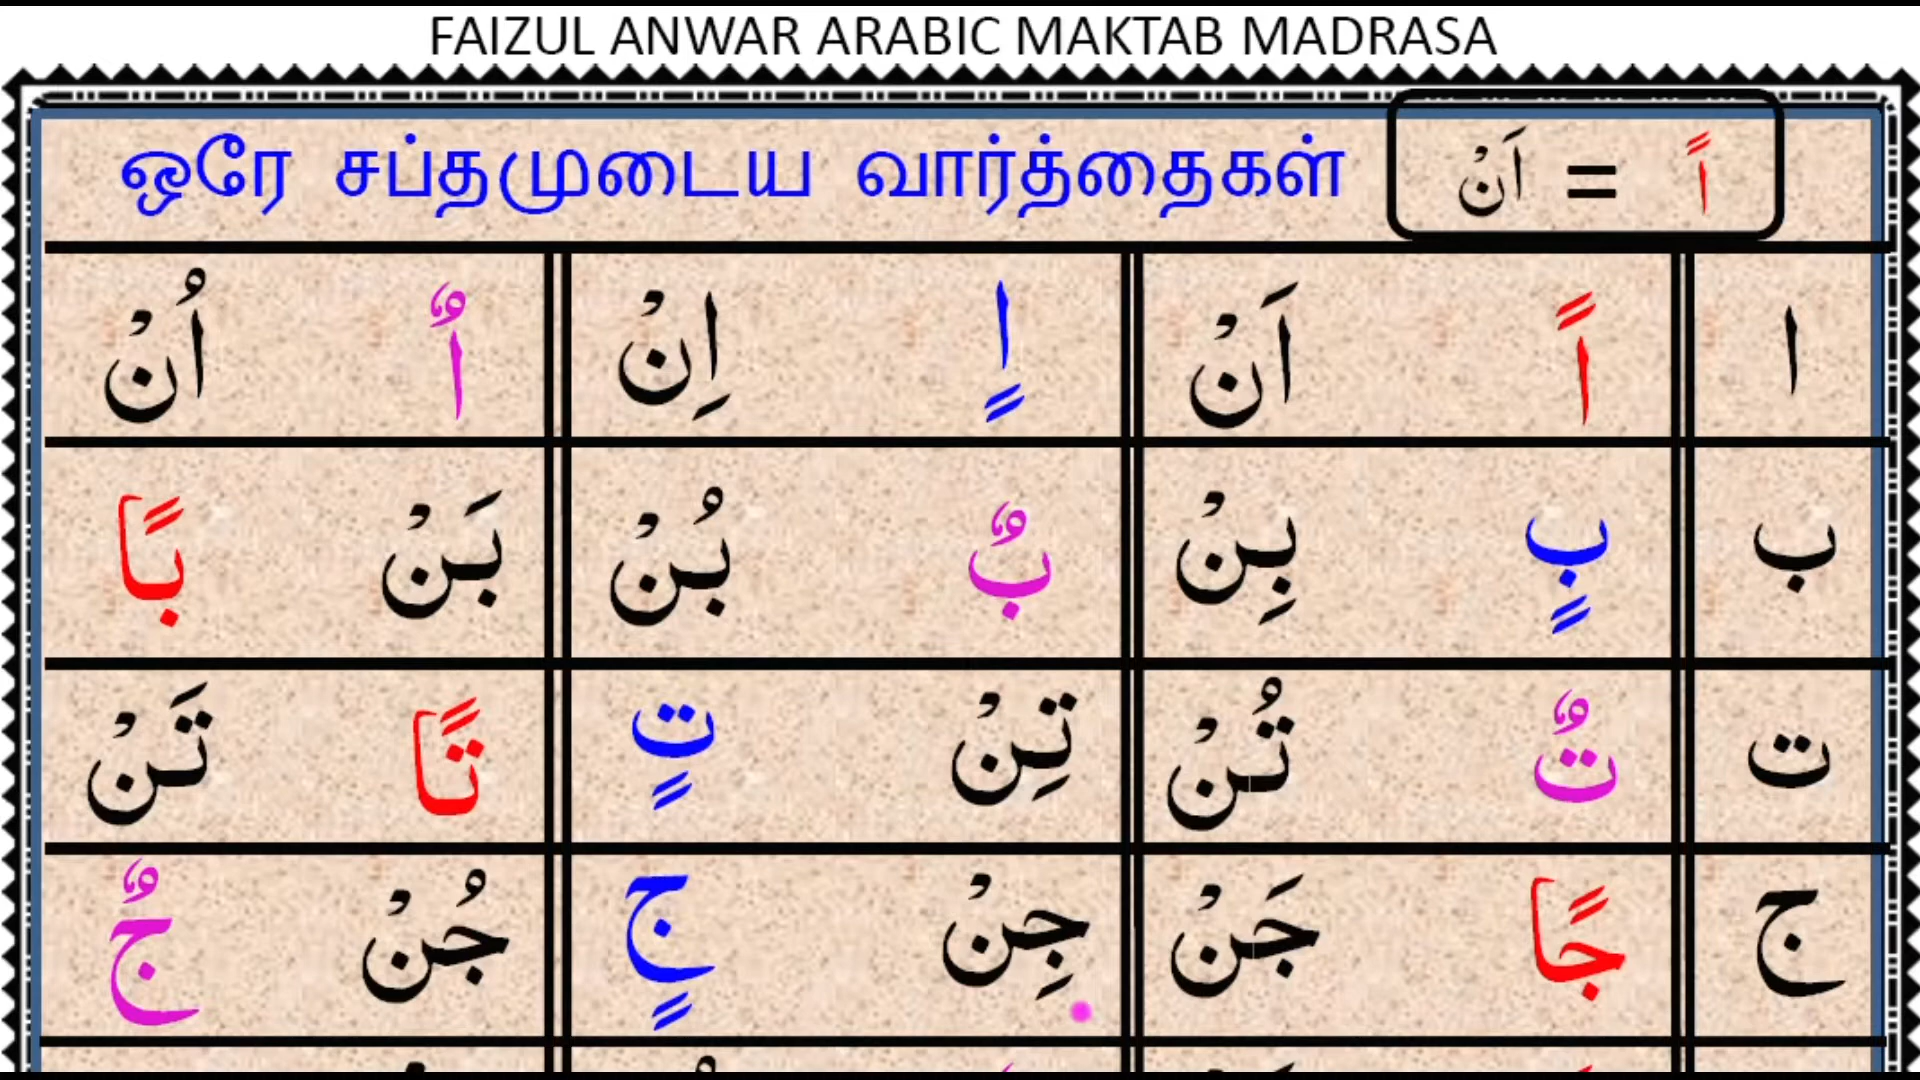 FAIZUL ANWAR ARABIC MAKTAB MADRASA
ஒரே சப்தமுடைய வார்த்தைகள் اً = اَنْ
ا اً اَنْ اٍ اِنْ اٌ اُنْ
ب بٍ بِنْ بٌ بُنْ بَنْ بًا
ت تٌ تُنْ تِنْ تٍ تًا تَنْ
ج جًا جَنْ جِنْ جٍ جُنْ جٌ